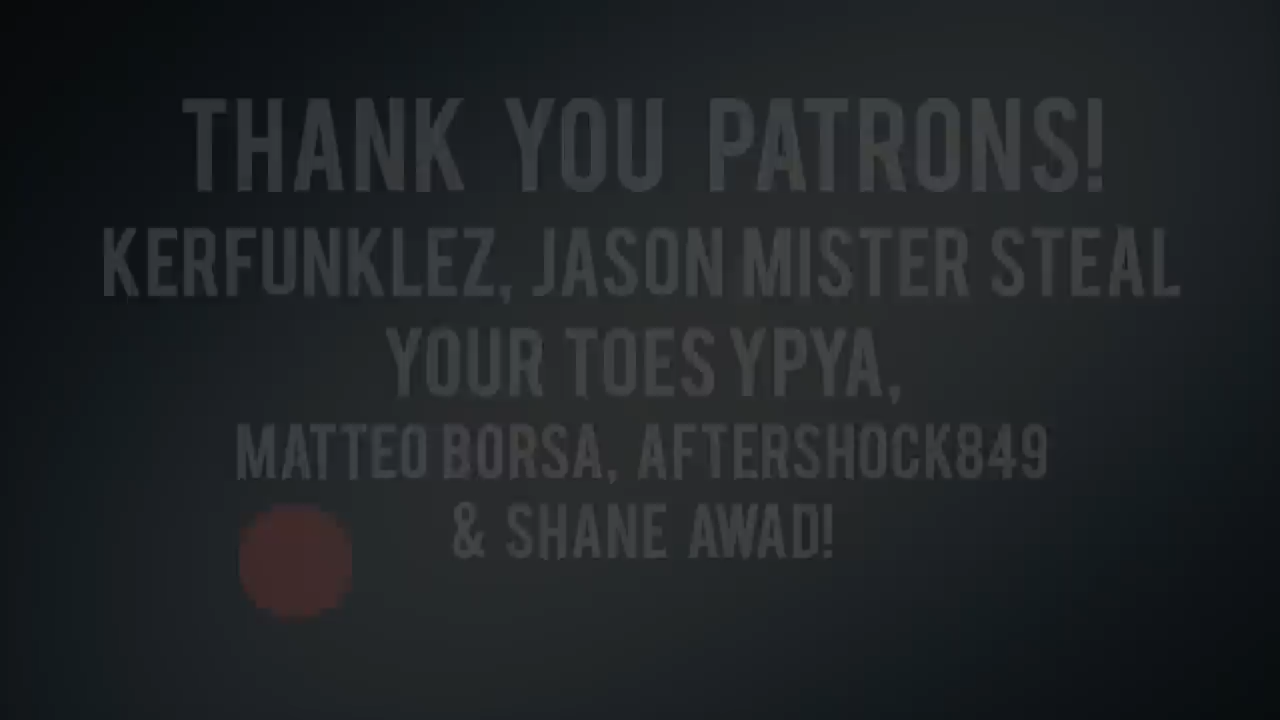 THANK YOU PATRONS!
KERFUNKLEZ, JASON MISTER STEAL
YOUR TOES YPYA,
MATTEO BORSA, AFTERSHOCK849
& SHANE AWAD!